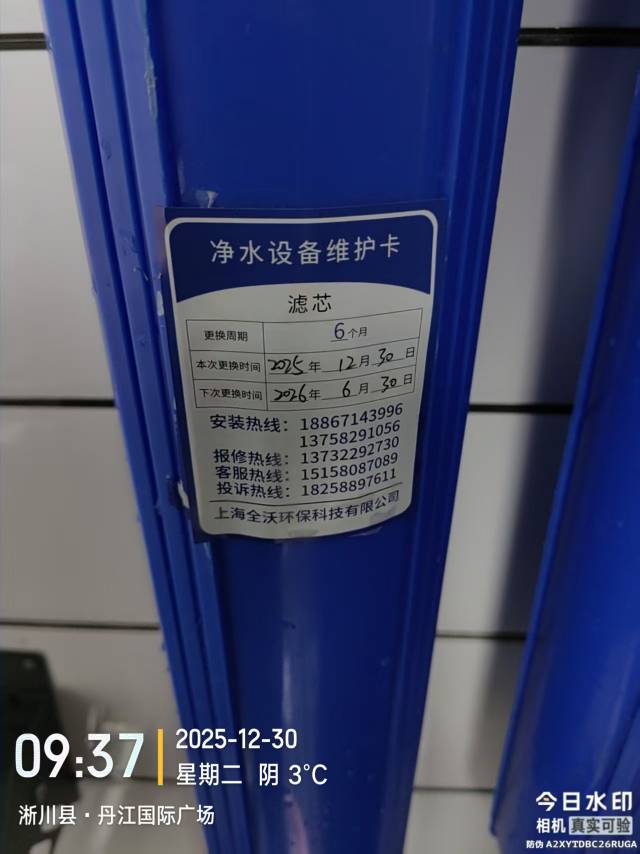 净水设备维护卡
滤芯
更换周期 6个月
本次更换时间 2025年 12月 30日
下次更换时间 2026年 6月 30日
安装热线：18867143996
13758291056
报修热线：13732292730
客服热线：15158087089
投诉热线：18258897611
上海全沃环保科技有限公司
09:37
2025-12-30
星期二 阴 3℃
淅川县·丹江国际广场
今日水印
相机 真实可验
防伪 A2XYTDBC26RUGA